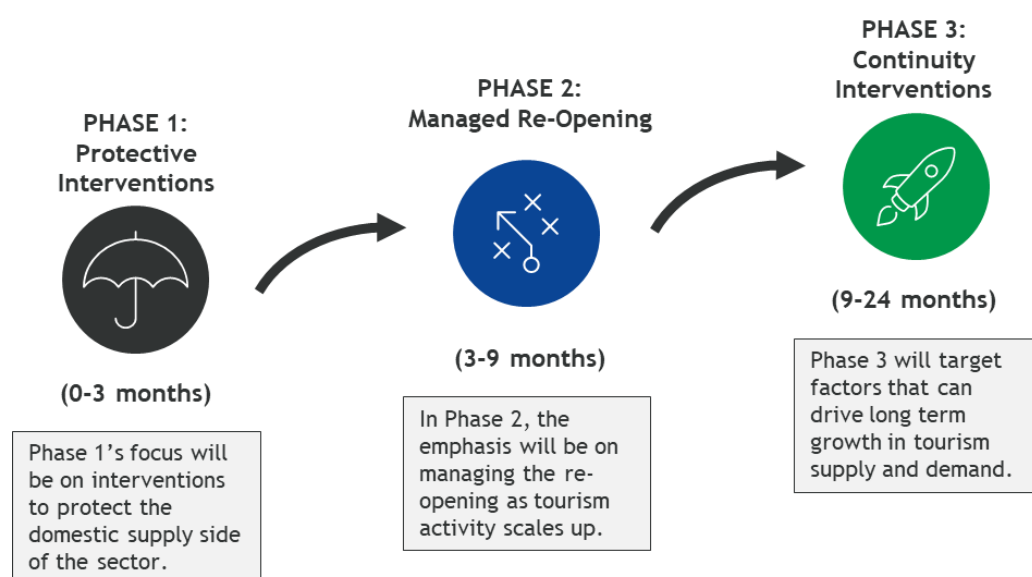 PHASE 1:
Protective
Interventions
(0-3 months)
Phase 1’s focus will
be on interventions
to protect the
domestic supply side
of the sector.
PHASE 2:
Managed Re-Opening
(3-9 months)
In Phase 2, the
emphasis will be on
managing the re-
opening as tourism
activity scales up.
PHASE 3:
Continuity
Interventions
(9-24 months)
Phase 3 will target
factors that can
drive long term
growth in tourism
supply and demand.